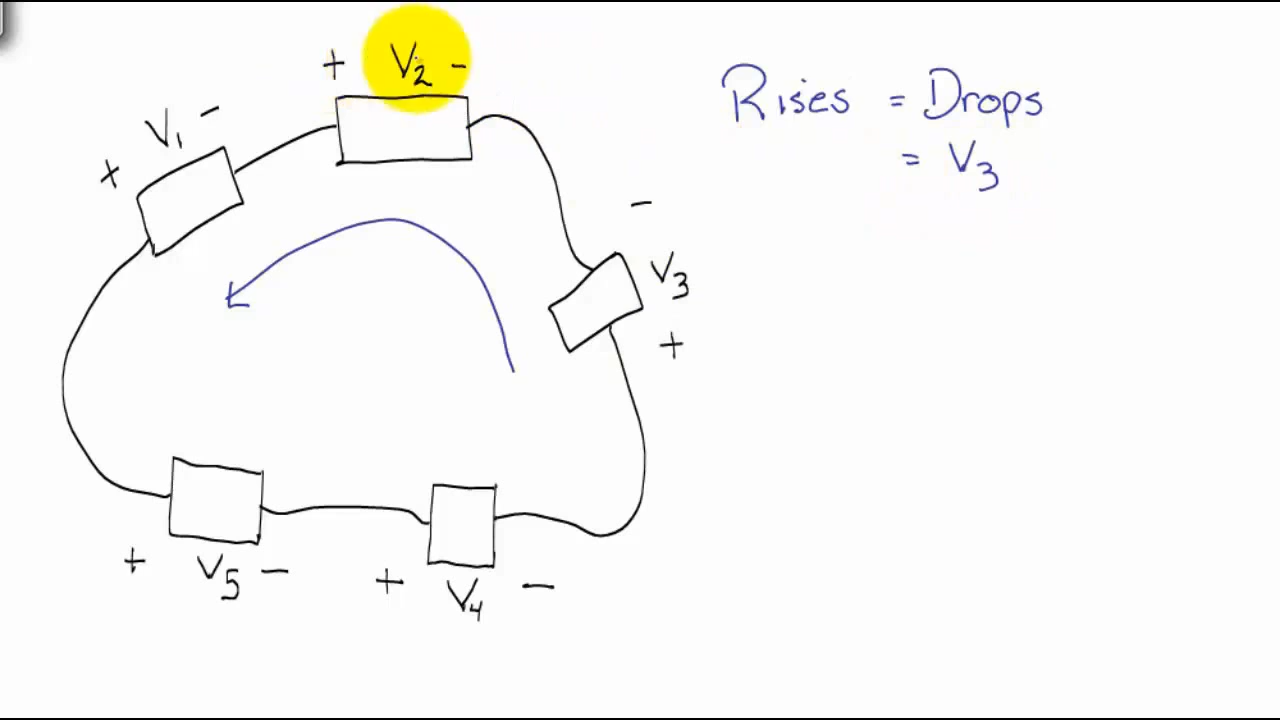 + V2 -
V1 -
+
Rises = Drops
= V3
-
V3
+
+ V5 -
+ V4 -